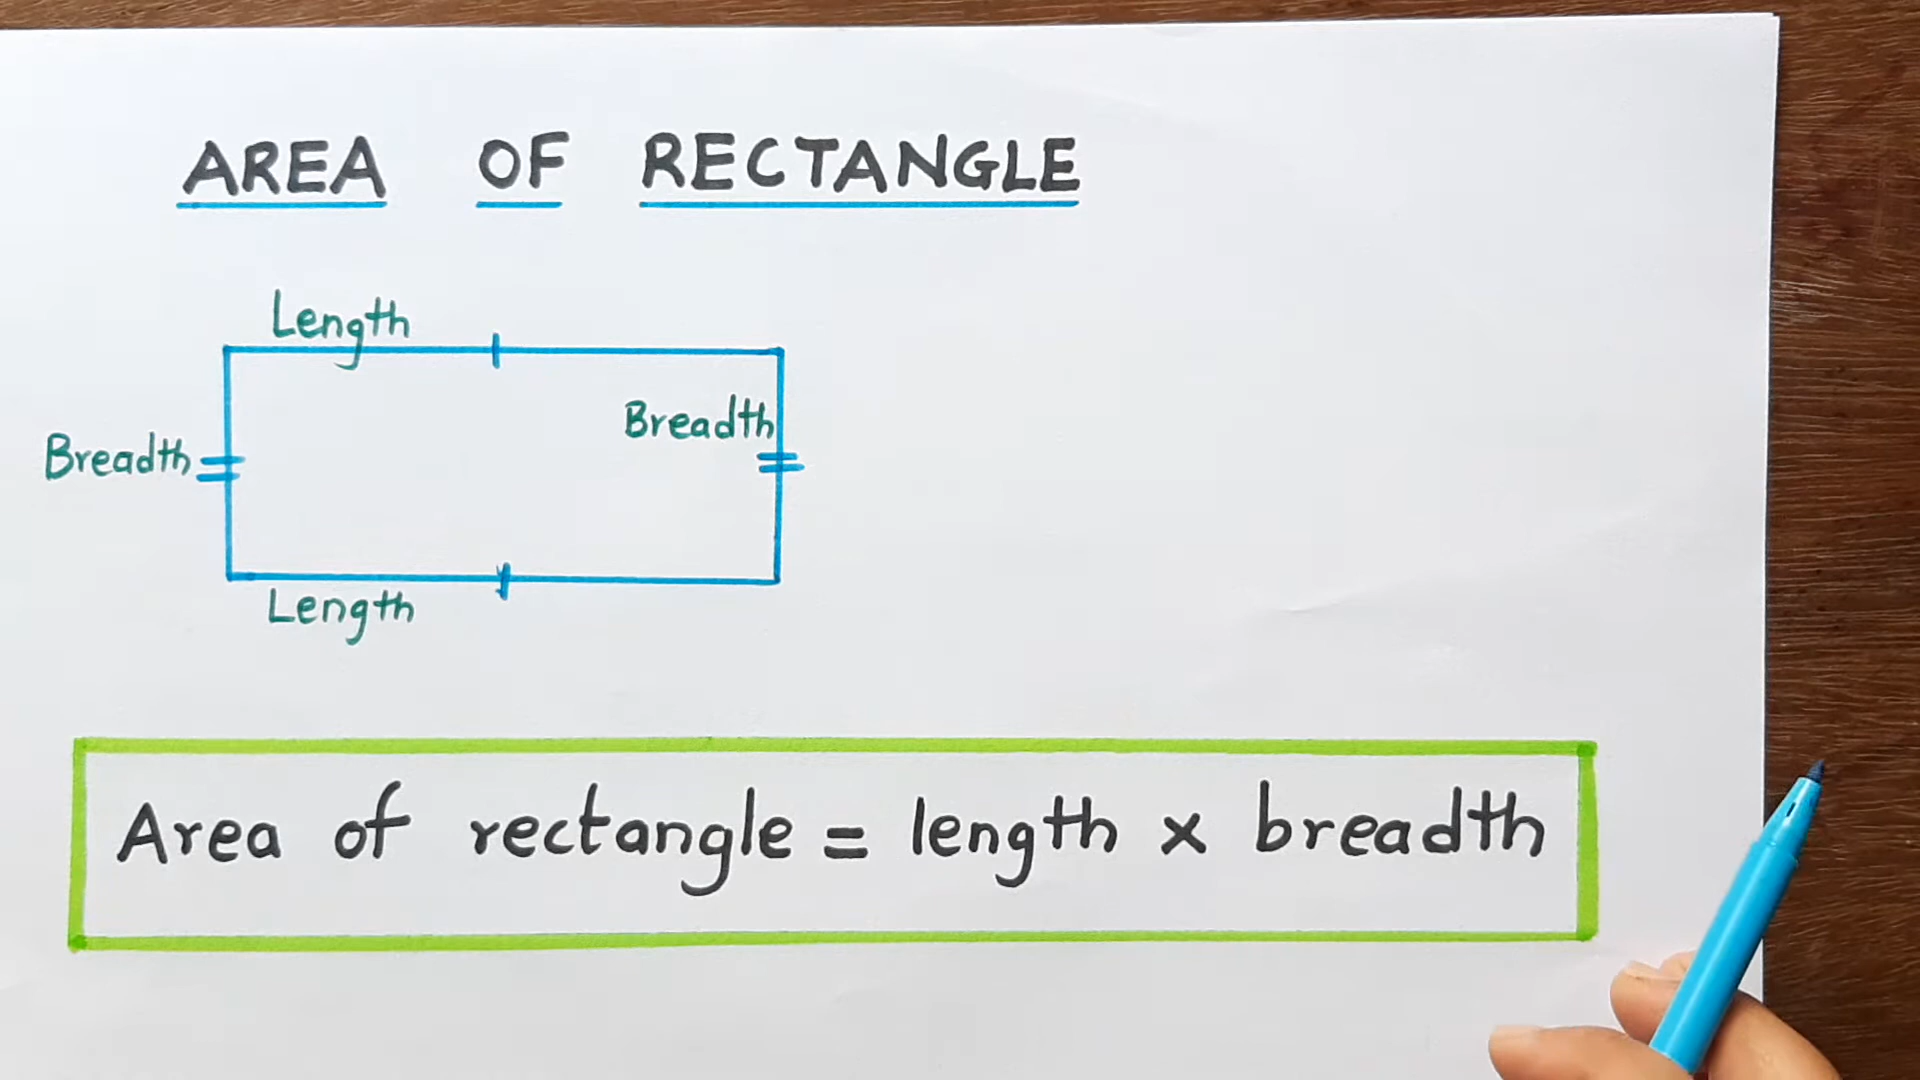 AREA OF RECTANGLE
Length
Breadth
Breadth
Length
Area of rectangle = length × breadth